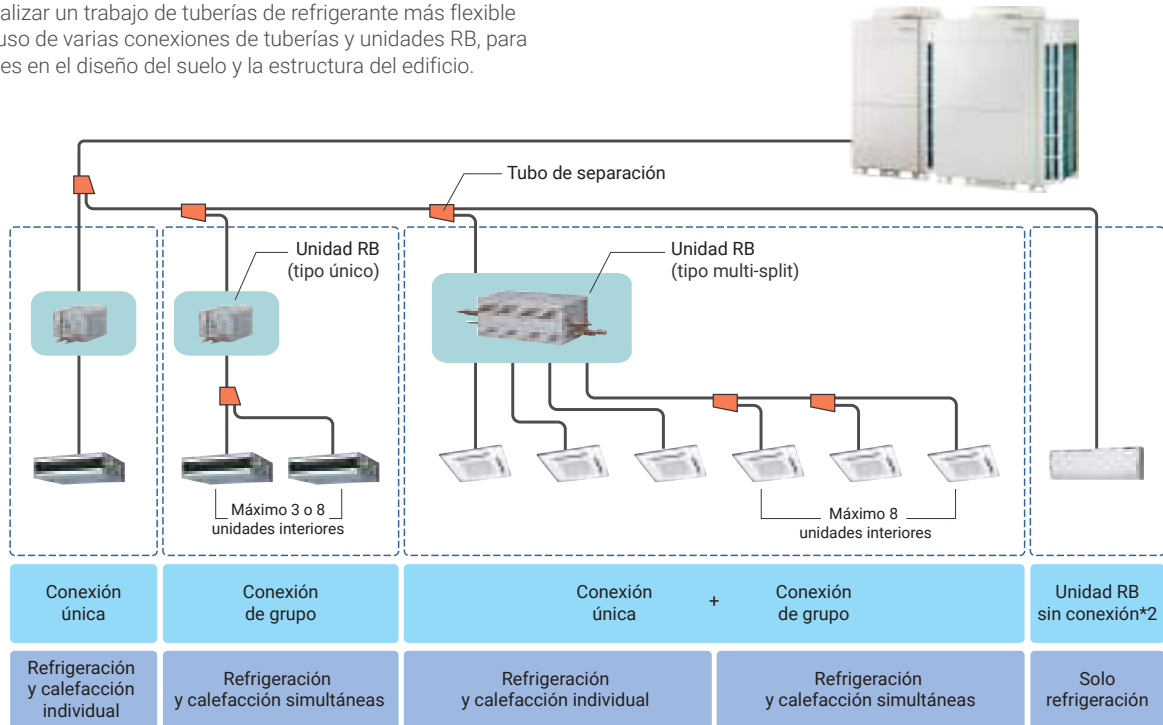 alizar un trabajo de tuberías de refrigerante más flexible
uso de varias conexiones de tuberías y unidades RB, para
es en el diseño del suelo y la estructura del edificio.
Tubo de separación
Unidad RB
(tipo único)
Unidad RB
(tipo multi-split)
Máximo 3 o 8
unidades interiores
Máximo 8
unidades interiores
Conexión
única
Conexión
de grupo
Conexión
única
+
Conexión
de grupo
Unidad RB
sin conexión*2
Refrigeración
y calefacción
individual
Refrigeración
y calefacción simultáneas
Refrigeración
y calefacción individual
Refrigeración
y calefacción simultáneas
Solo
refrigeración